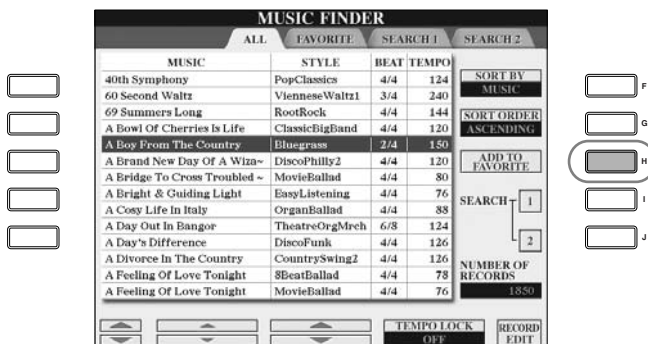 MUSIC FINDER
ALL FAVORITE SEARCH 1 SEARCH 2
MUSIC STYLE BEAT TEMPO
40th Symphony PopClassics 4/4 124
60 Second Waltz VienneseWaltz1 3/4 240
69 Summers Long RootRock 4/4 144
A Bowl Of Cherries Is Life ClassicBigBand 4/4 120
A Boy From The Country Bluegrass 2/4 150
A Brand New Day Of A Wiza~ DiscoPhilly2 4/4 120
A Bridge To Cross Troubled ~ MovieBallad 4/4 80
A Bright & Guiding Light EasyListening 4/4 76
A Cosy Life In Italy OrganBallad 4/4 88
A Day Out In Bangor TheatreOrgMrch 6/8 124
A Day's Difference DiscoFunk 4/4 126
A Divorce In The Country CountrySwing2 4/4 126
A Feeling Of Love Tonight 8BeatBallad 4/4 78
A Feeling Of Love Tonight MovieBallad 4/4 76
SORT BY
MUSIC
SORT ORDER
ASCENDING
ADD TO
FAVORITE
SEARCH 1
2
NUMBER OF
RECORDS
1850
TEMPO LOCK
OFF
RECORD
EDIT
F
G
H
I
J